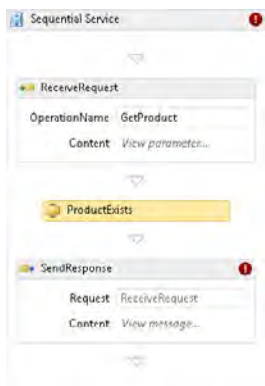 Sequential Service
ReceiveRequest
OperationName GetProduct
Content View parameter...
ProductExists
SendResponse
Request ReceiveRequest
Content View message...